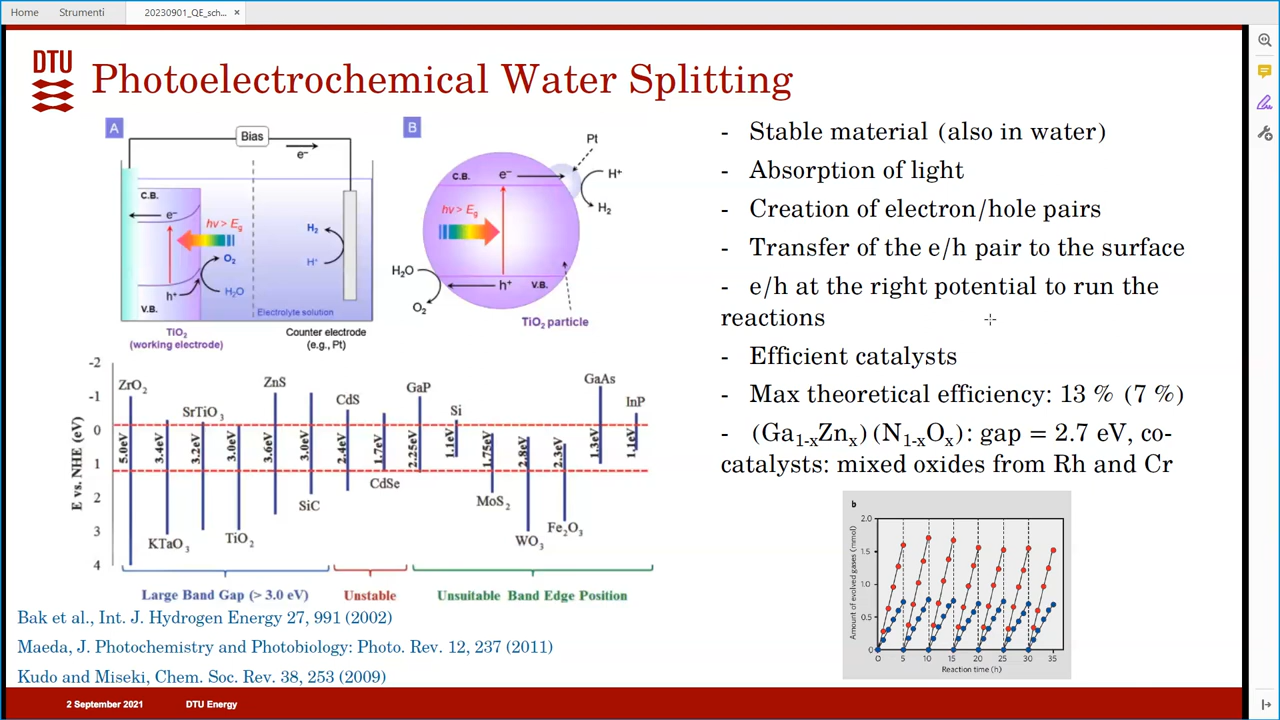 Home Strumenti 20230901_QE_sch... ×
DTU
Photoelectrochemical Water Splitting
A
Bias
e⁻
C.B.
e⁻
hν > Eg
O₂
H₂O
h⁺
V.B.
H₂
H⁺
Electrolyte solution
TiO₂
(working electrode)
Counter electrode
(e.g., Pt)
B
Pt
C.B.
e⁻
H⁺
H₂
hν > Eg
H₂O
h⁺
V.B.
O₂
TiO₂ particle
- Stable material (also in water)
- Absorption of light
- Creation of electron/hole pairs
- Transfer of the e/h pair to the surface
- e/h at the right potential to run the
reactions
- Efficient catalysts
- Max theoretical efficiency: 13 % (7 %)
- (Ga₁₋ₓZnₓ)(N₁₋ₓOₓ): gap = 2.7 eV, co-
catalysts: mixed oxides from Rh and Cr
E vs. NHE (eV)
-2
-1
0
1
2
3
4
ZrO₂
5.0eV
KTaO₃
3.4eV
SrTiO₃
3.2eV
TiO₂
3.0eV
ZnS
3.6eV
SiC
3.0eV
CdS
2.4eV
CdSe
1.7eV
GaP
2.25eV
Si
1.1eV
MoS₂
1.75eV
WO₃
2.8eV
Fe₂O₃
2.3eV
GaAs
1.3eV
InP
1.1eV
Large Band Gap (> 3.0 eV) Unstable Unsuitable Band Edge Position
b
Amount of evolved gases (mmol)
2.0
1.5
1.0
0.5
0
0 5 10 15 20 25 30 35
Reaction time (h)
Bak et al., Int. J. Hydrogen Energy 27, 991 (2002)
Maeda, J. Photochemistry and Photobiology: Photo. Rev. 12, 237 (2011)
Kudo and Miseki, Chem. Soc. Rev. 38, 253 (2009)
2 September 2021 DTU Energy